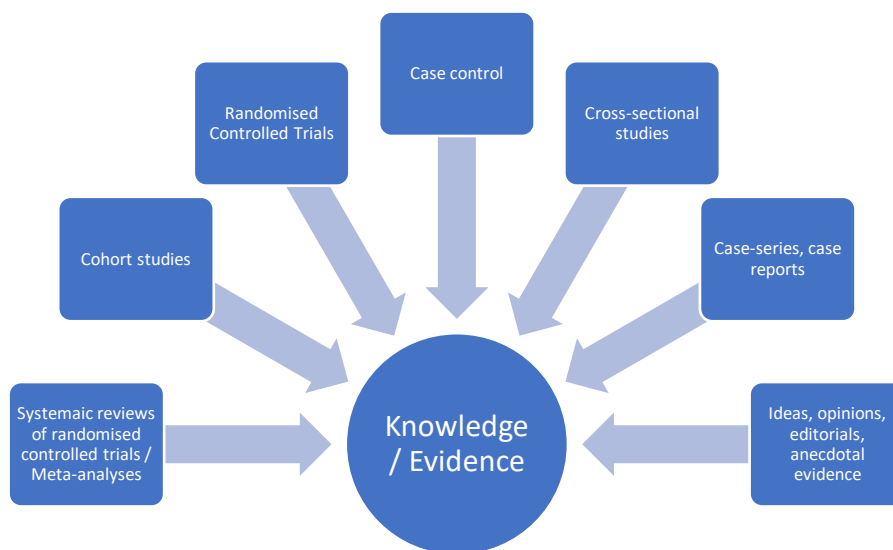 Case control
Randomised
Controlled Trials
Cross-sectional
studies
Cohort studies
Case-series, case
reports
Systemaic reviews
of randomised
controlled trials /
Meta-analyses
Knowledge
/ Evidence
Ideas, opinions,
editorials,
anecdotal
evidence